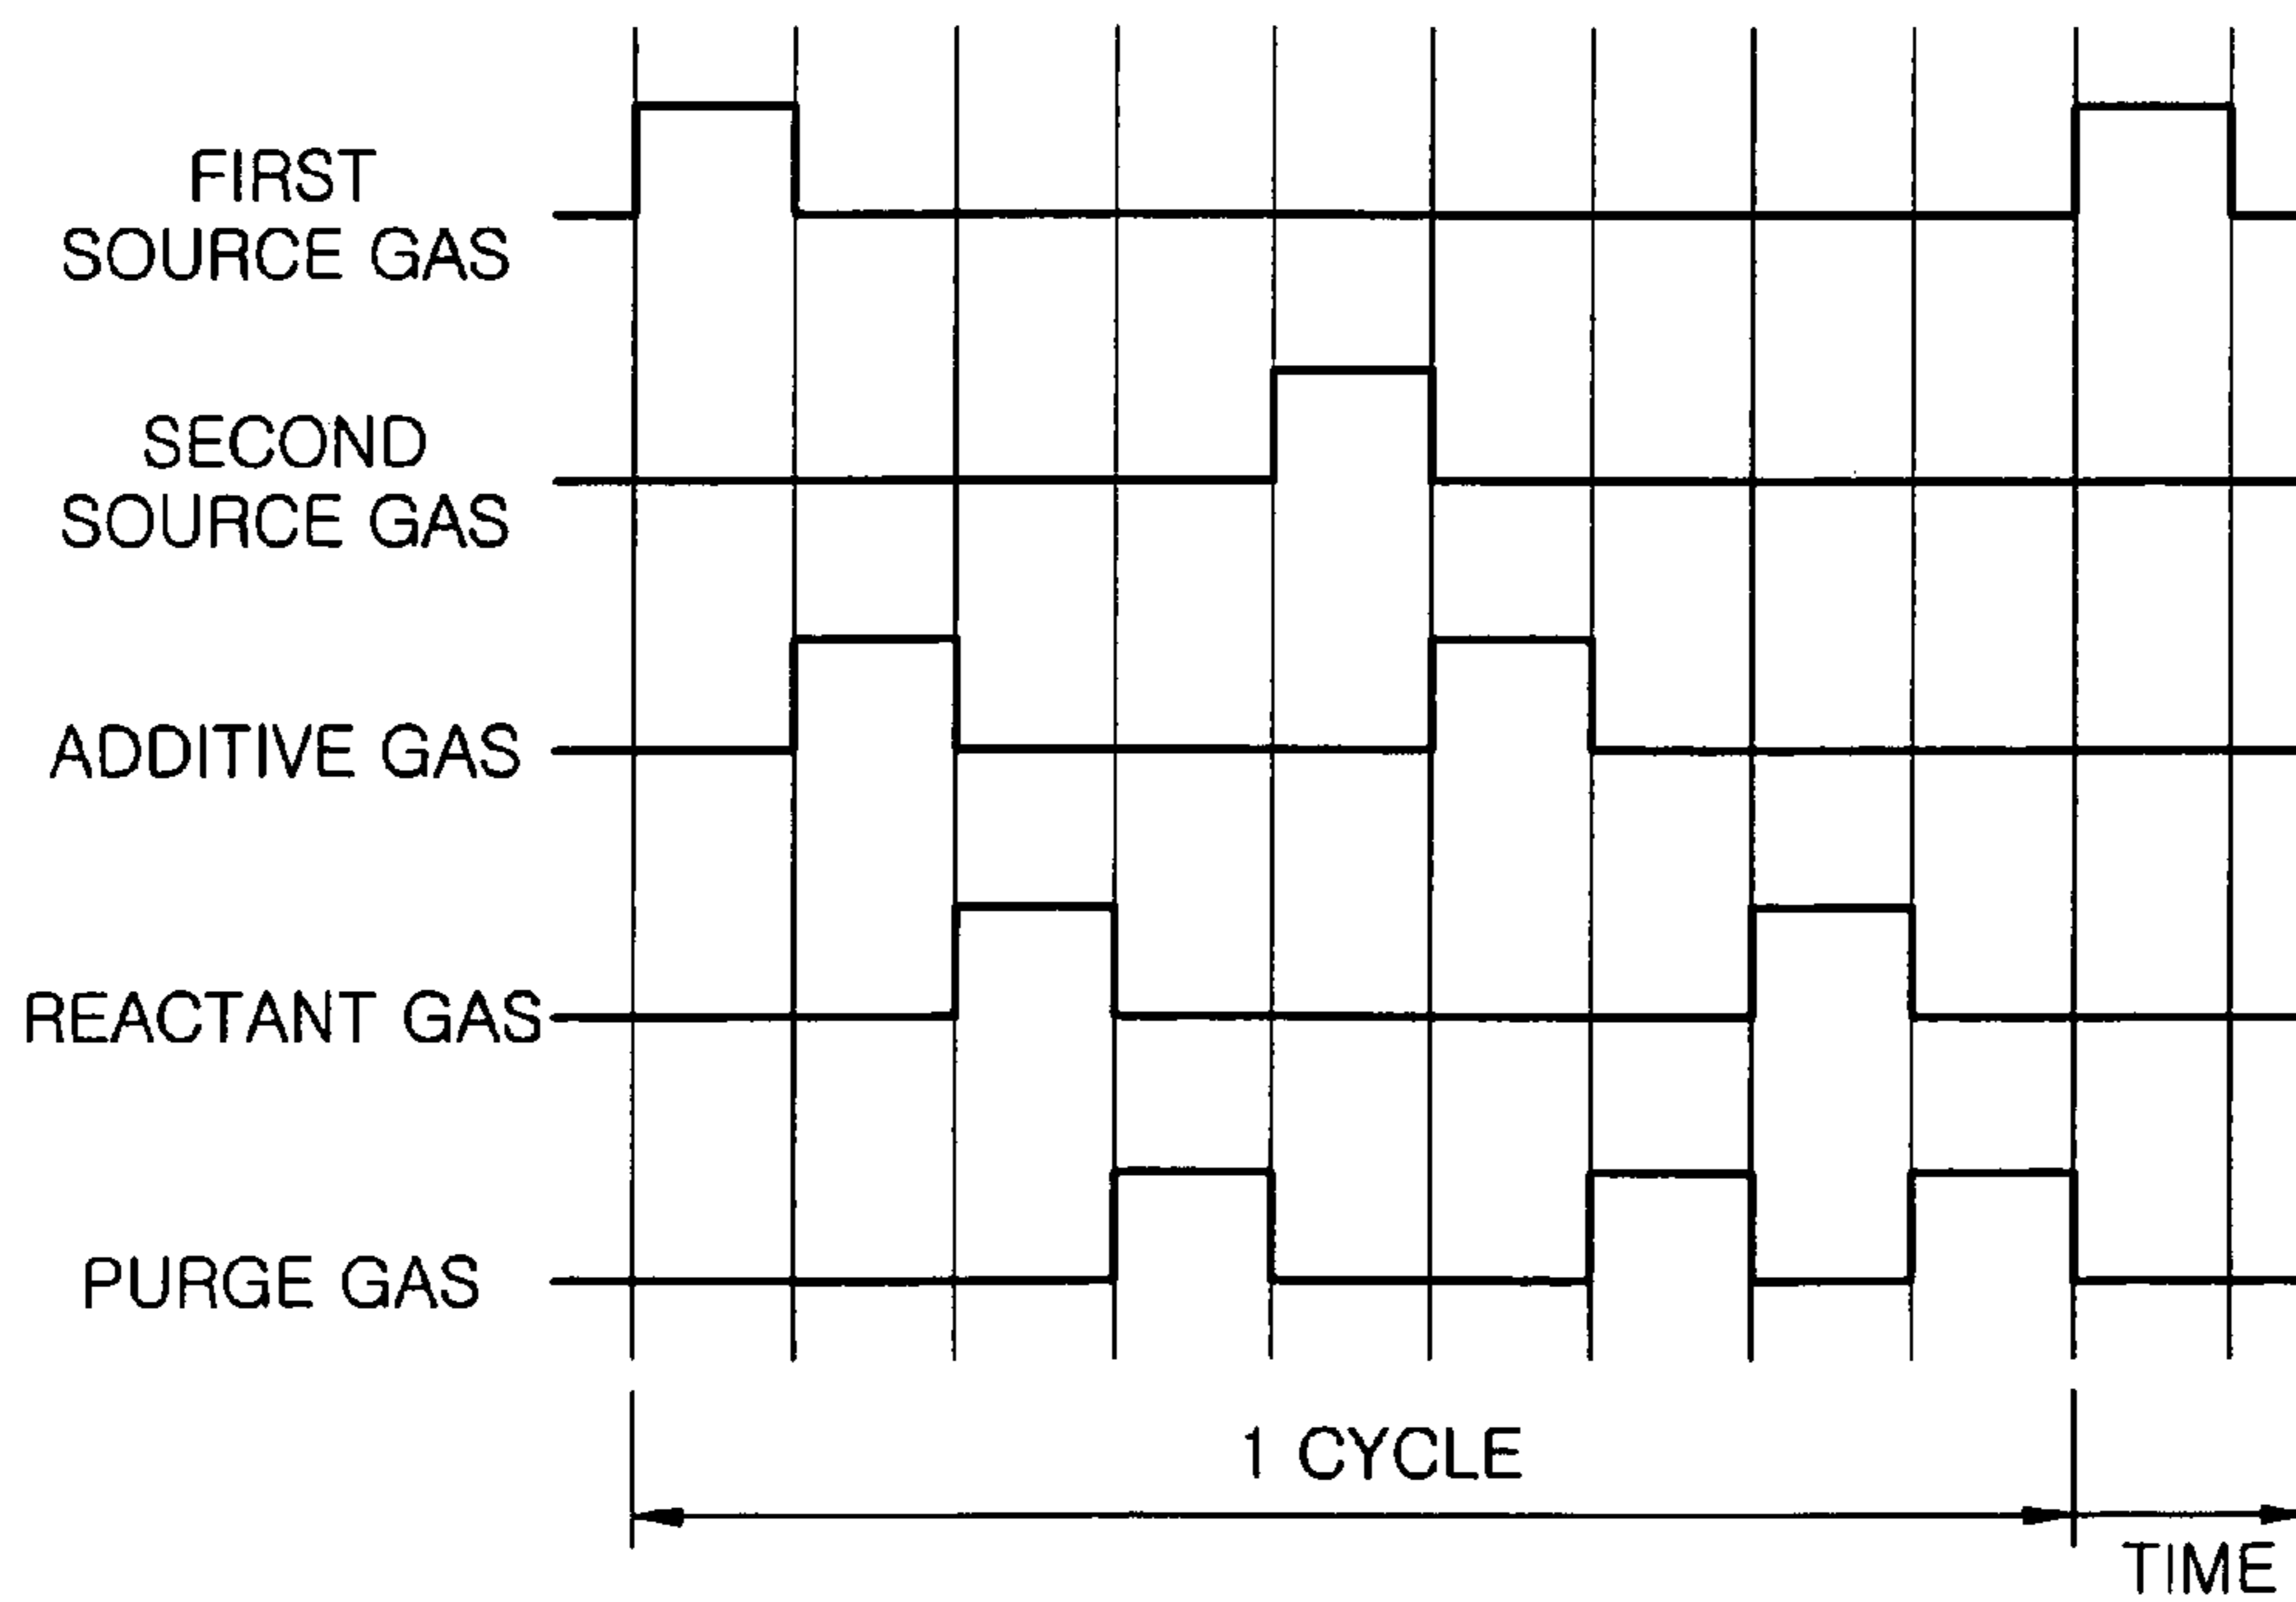 FIRST
SOURCE GAS
SECOND
SOURCE GAS
ADDITIVE GAS
REACTANT GAS
PURGE GAS
1 CYCLE
TIME